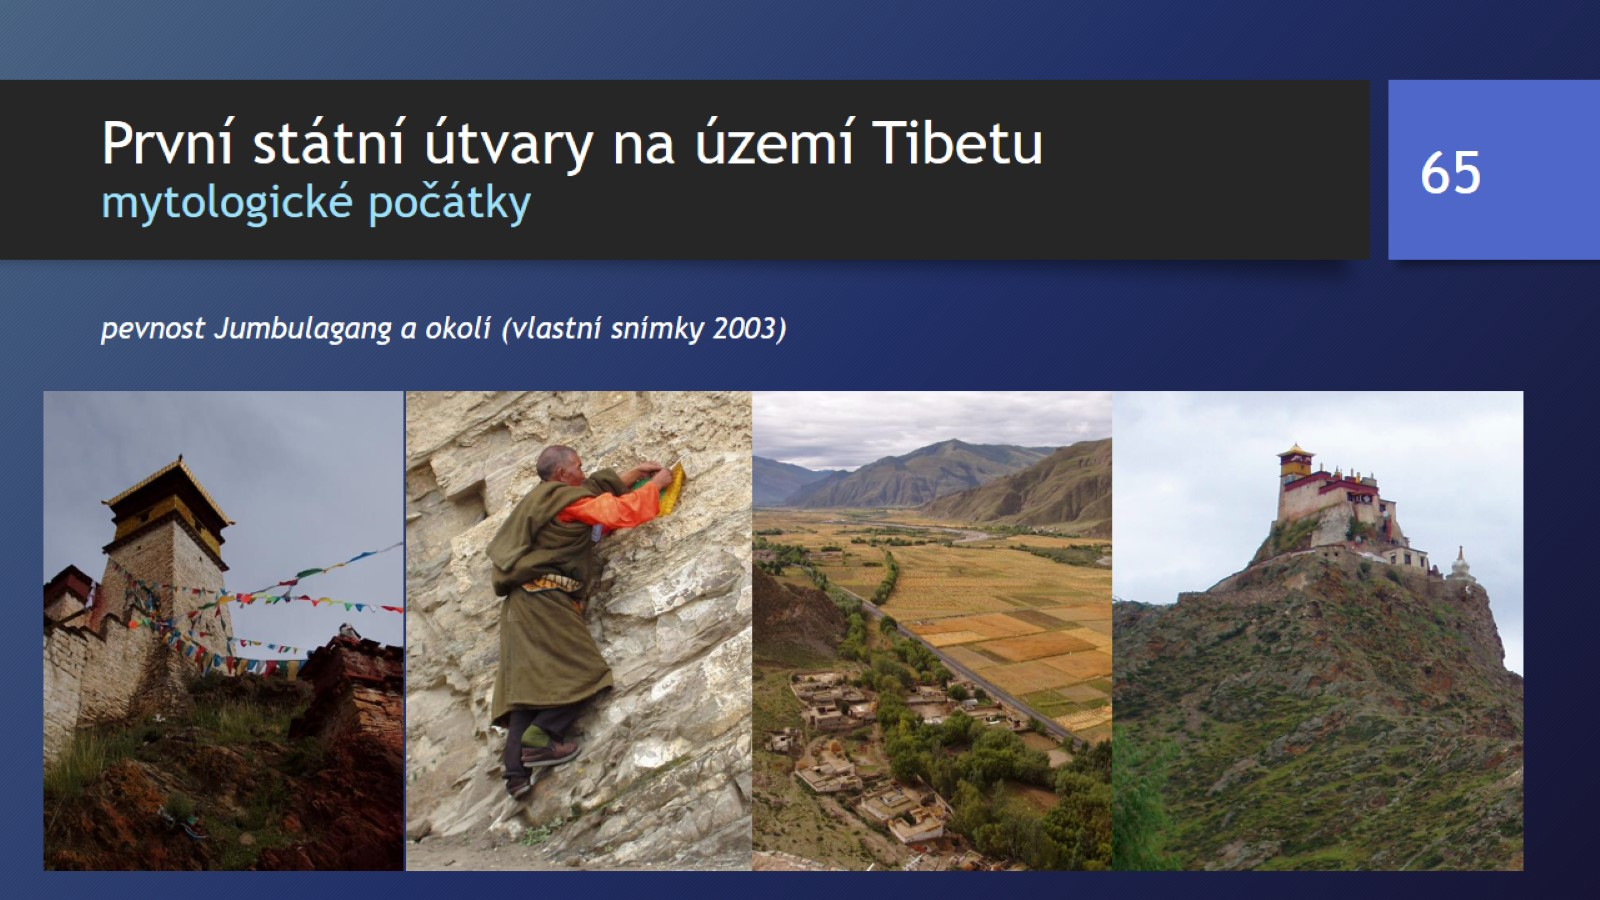 První státní útvary na území Tibetu
mytologické počátky
65
pevnost Jumbulagang a okolí (vlastní snímky 2003)